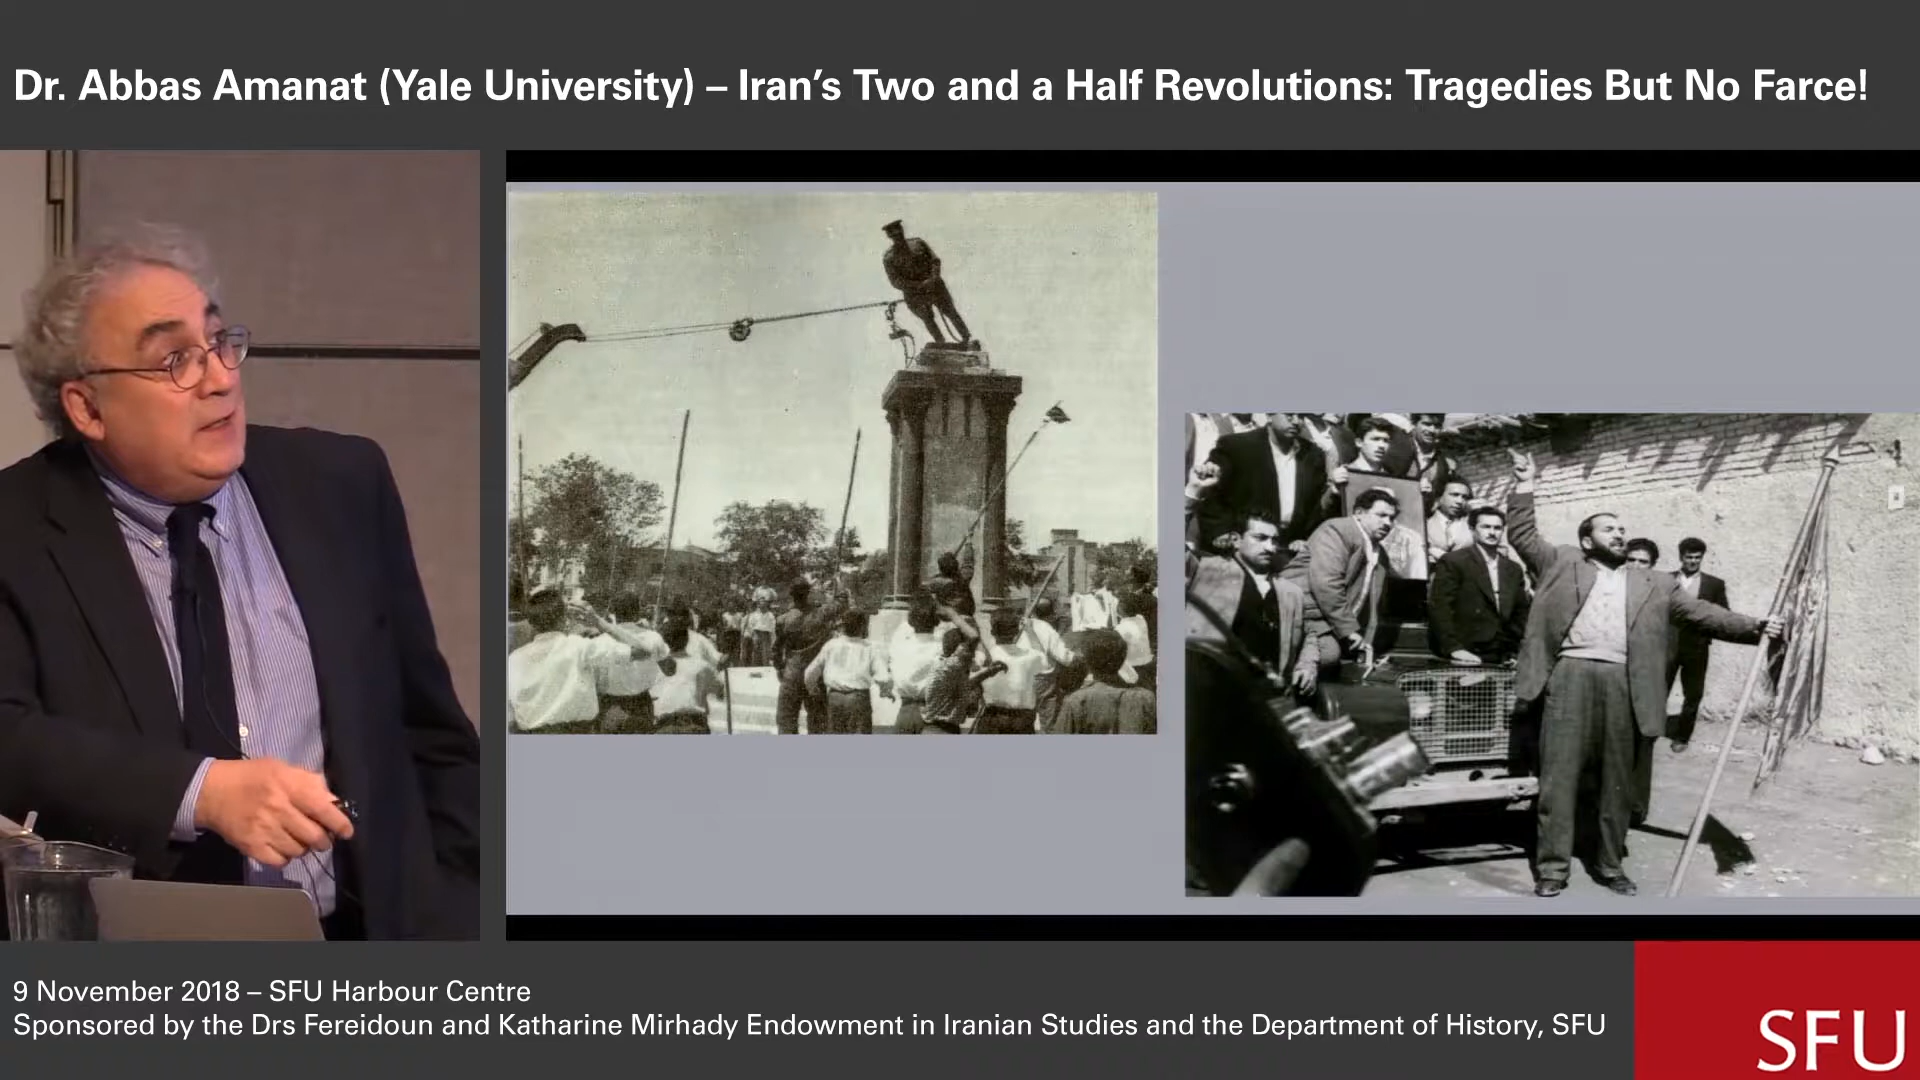 Dr. Abbas Amanat (Yale University) – Iran’s Two and a Half Revolutions: Tragedies But No Farce!
9 November 2018 – SFU Harbour Centre
Sponsored by the Drs Fereidoun and Katharine Mirhady Endowment in Iranian Studies and the Department of History, SFU
SFU